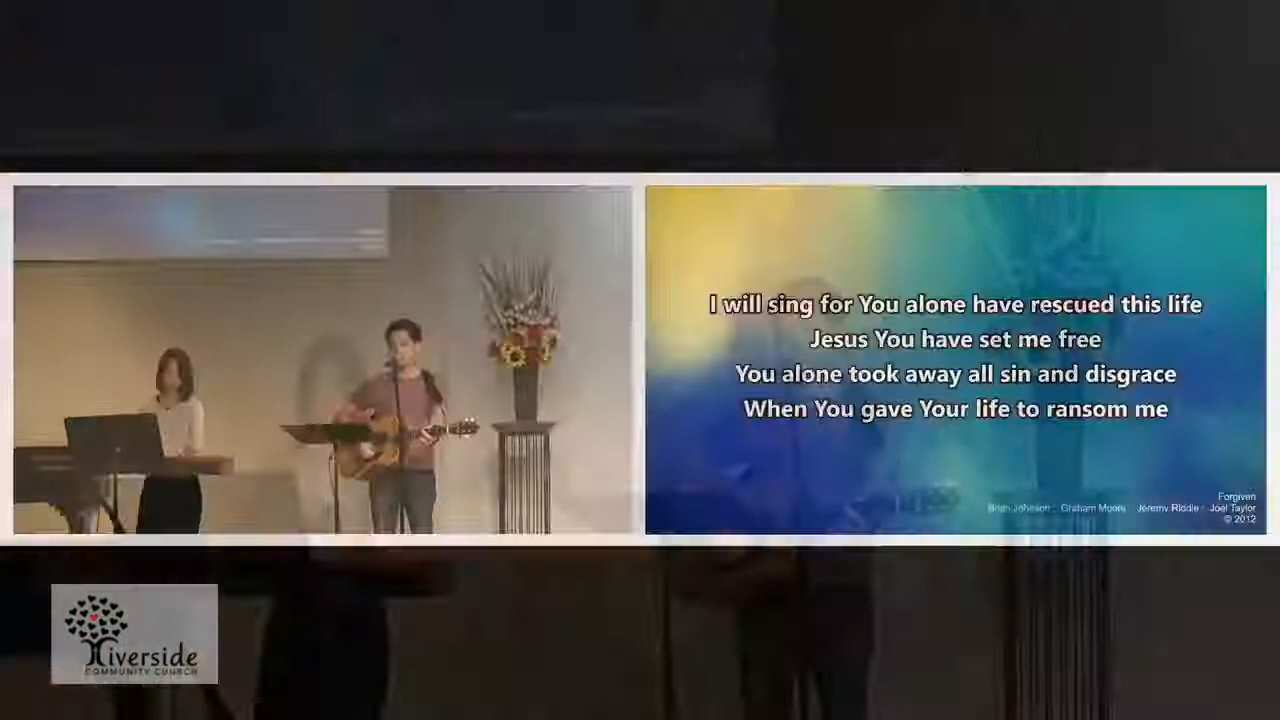 I will sing for You alone have rescued this life
Jesus You have set me free
You alone took away all sin and disgrace
When You gave Your life to ransom me
Forgiven
Brian Johnson Graham Moore Jeremy Riddle Joel Taylor
© 2012
Riverside
COMMUNITY CHURCH